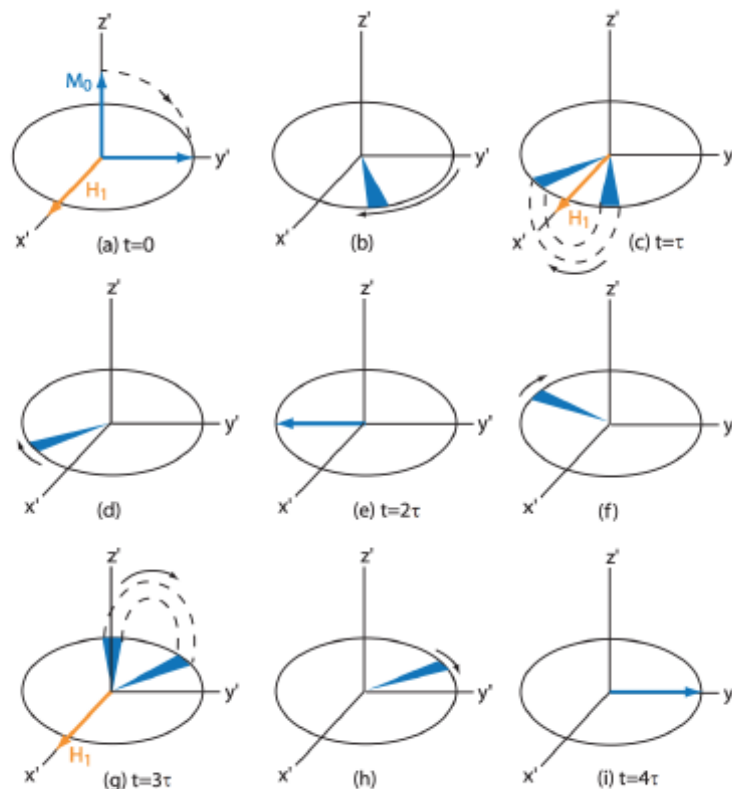 z'
M₀
y'
H₁
x'
(a) t=0
z'
y'
x'
(b)
z'
y
H₁
x'
(c) t=τ
z'
y'
x'
(d)
z'
y'
x'
(e) t=2τ
z'
y
x'
(f)
z'
y'
H₁
x'
(g) t=3τ
z'
y'
x'
(h)
z'
y
x'
(i) t=4τ